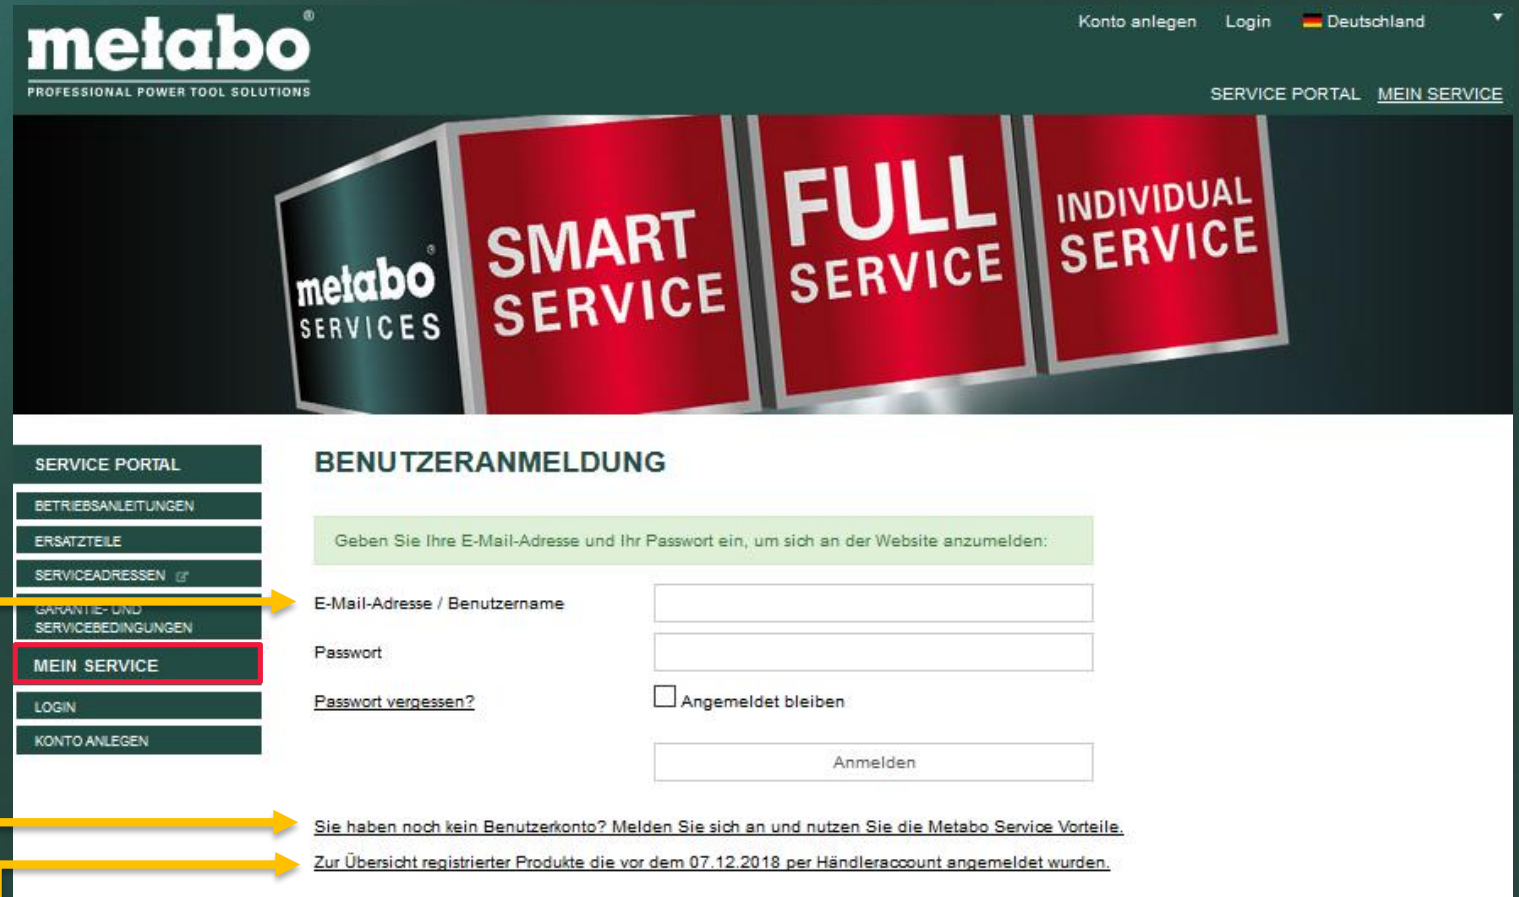 metabo®
PROFESSIONAL POWER TOOL SOLUTIONS
Konto anlegen Login Deutschland
SERVICE PORTAL MEIN SERVICE
metabo®
SERVICES
SMART
SERVICE
FULL
SERVICE
INDIVIDUAL
SERVICE
SERVICE PORTAL
BETRIEBSANLEITUNGEN
ERSATZTEILE
SERVICEADRESSEN
GARANTIE- UND
SERVICEBEDINGUNGEN
MEIN SERVICE
LOGIN
KONTO ANLEGEN
BENUTZERANMELDUNG
Geben Sie Ihre E-Mail-Adresse und Ihr Passwort ein, um sich an der Website anzumelden:
E-Mail-Adresse / Benutzername
Passwort
Passwort vergessen? Angemeldet bleiben
Anmelden
Sie haben noch kein Benutzerkonto? Melden Sie sich an und nutzen Sie die Metabo Service Vorteile.
Zur Übersicht registrierter Produkte die vor dem 07.12.2018 per Händleraccount angemeldet wurden.